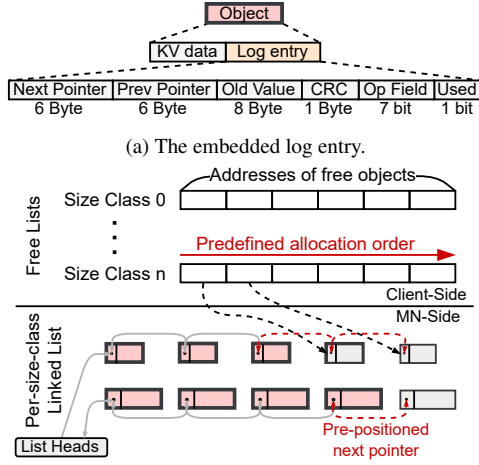 Object
KV data Log entry
Next Pointer Prev Pointer Old Value CRC Op Field Used
6 Byte 6 Byte 8 Byte 1 Byte 7 bit 1 bit
(a) The embedded log entry.
Addresses of free objects
Size Class 0
Free Lists
Predefined allocation order
Size Class n
Client-Side
MN-Side
Per-size-class
Linked List
List Heads
Pre-positioned
next pointer